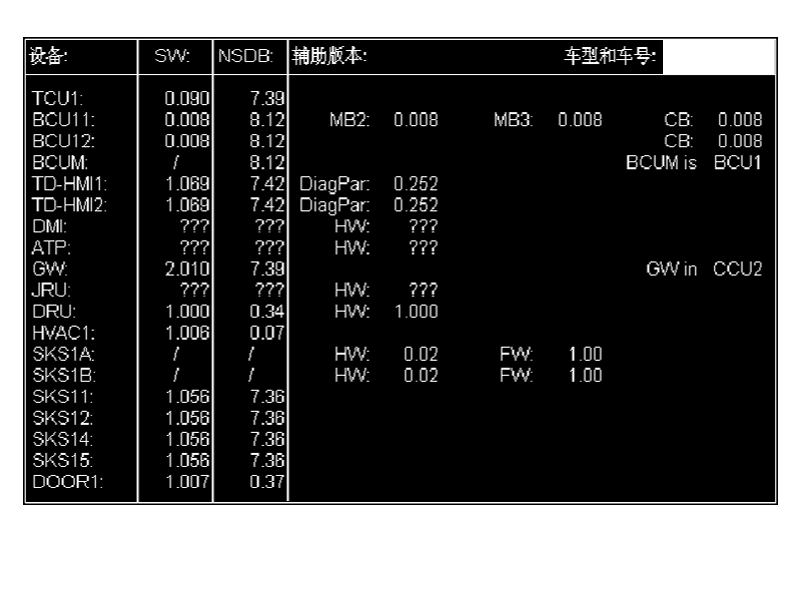 设备: SW: NSDB: 辅助版本: 车型和车号:
TCU1: 0.090 7.39
BCU11: 0.008 8.12 MB2: 0.008 MB3: 0.008 CB: 0.008
BCU12: 0.008 8.12 CB: 0.008
BCUM: / 8.12 BCUM is BCU1
TD-HMI1: 1.069 7.42 DiagPar: 0.252
TD-HMI2: 1.069 7.42 DiagPar: 0.252
DMI: ??? ??? HW: ???
ATP: ??? ??? HW: ???
GW: 2.010 7.39 GW in CCU2
JRU: ??? ??? HW: ???
DRU: 1.000 0.34 HW: 1.000
HVAC1: 1.006 0.07
SKS1A: / / HW: 0.02 FW: 1.00
SKS1B: / / HW: 0.02 FW: 1.00
SKS11: 1.056 7.36
SKS12: 1.056 7.36
SKS14: 1.056 7.36
SKS15: 1.056 7.36
DOOR1: 1.007 0.37